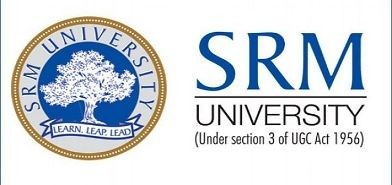 SRM UNIVERSITY
LEARN. LEAP. LEAD
SRM
UNIVERSITY
(Under section 3 of UGC Act 1956)